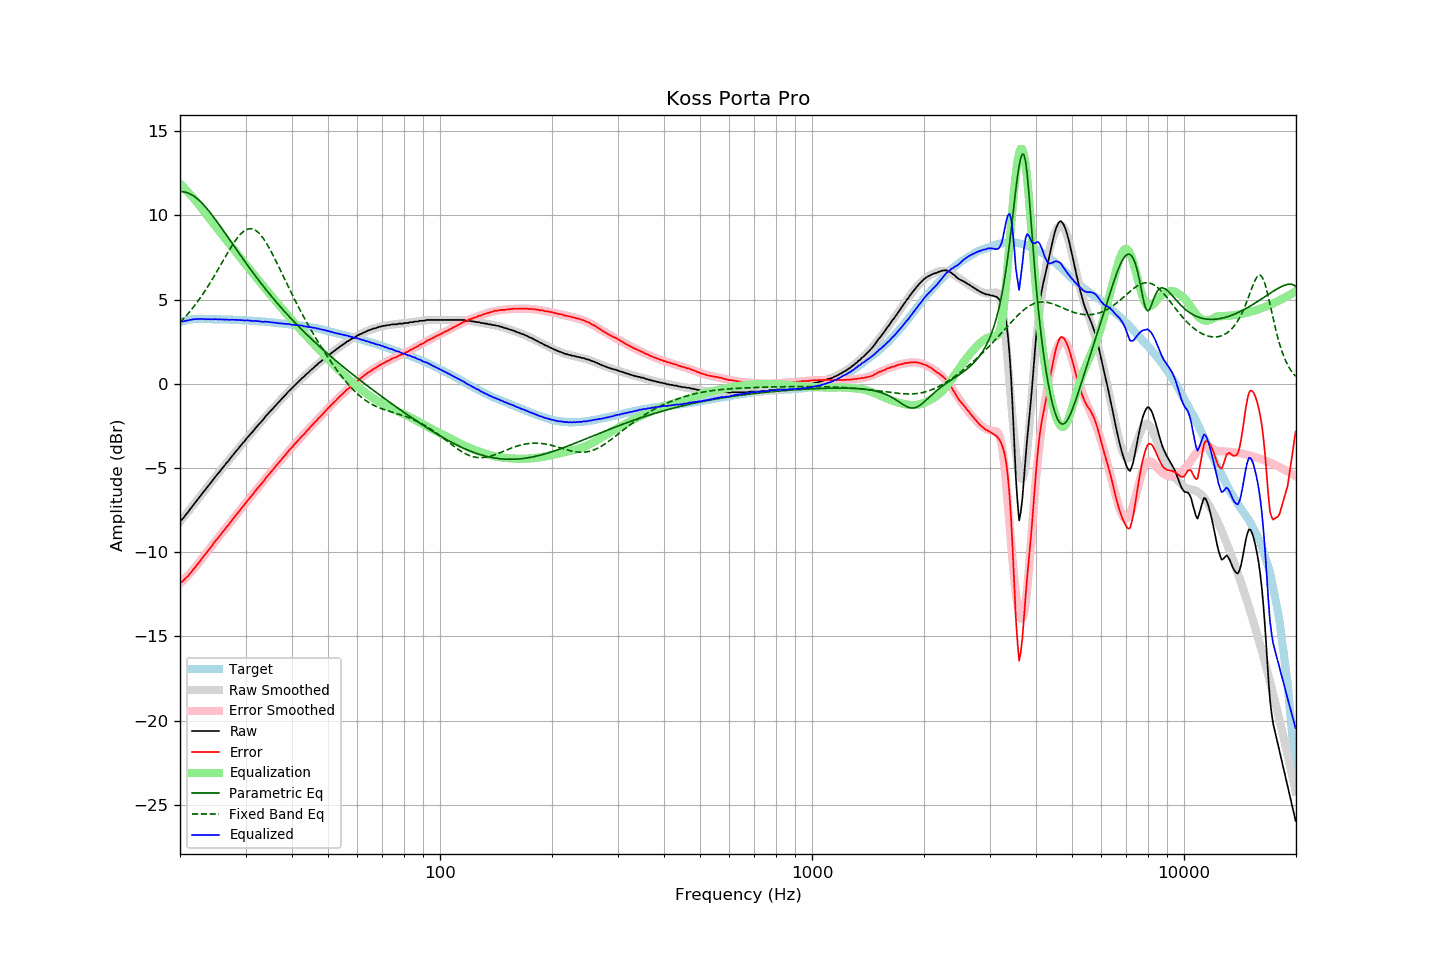 Koss Porta Pro
15
10
5
0
−5
−10
−15
−20
−25
Amplitude (dBr)
Target
Raw Smoothed
Error Smoothed
Raw
Error
Equalization
Parametric Eq
Fixed Band Eq
Equalized
100
1000
10000
Frequency (Hz)